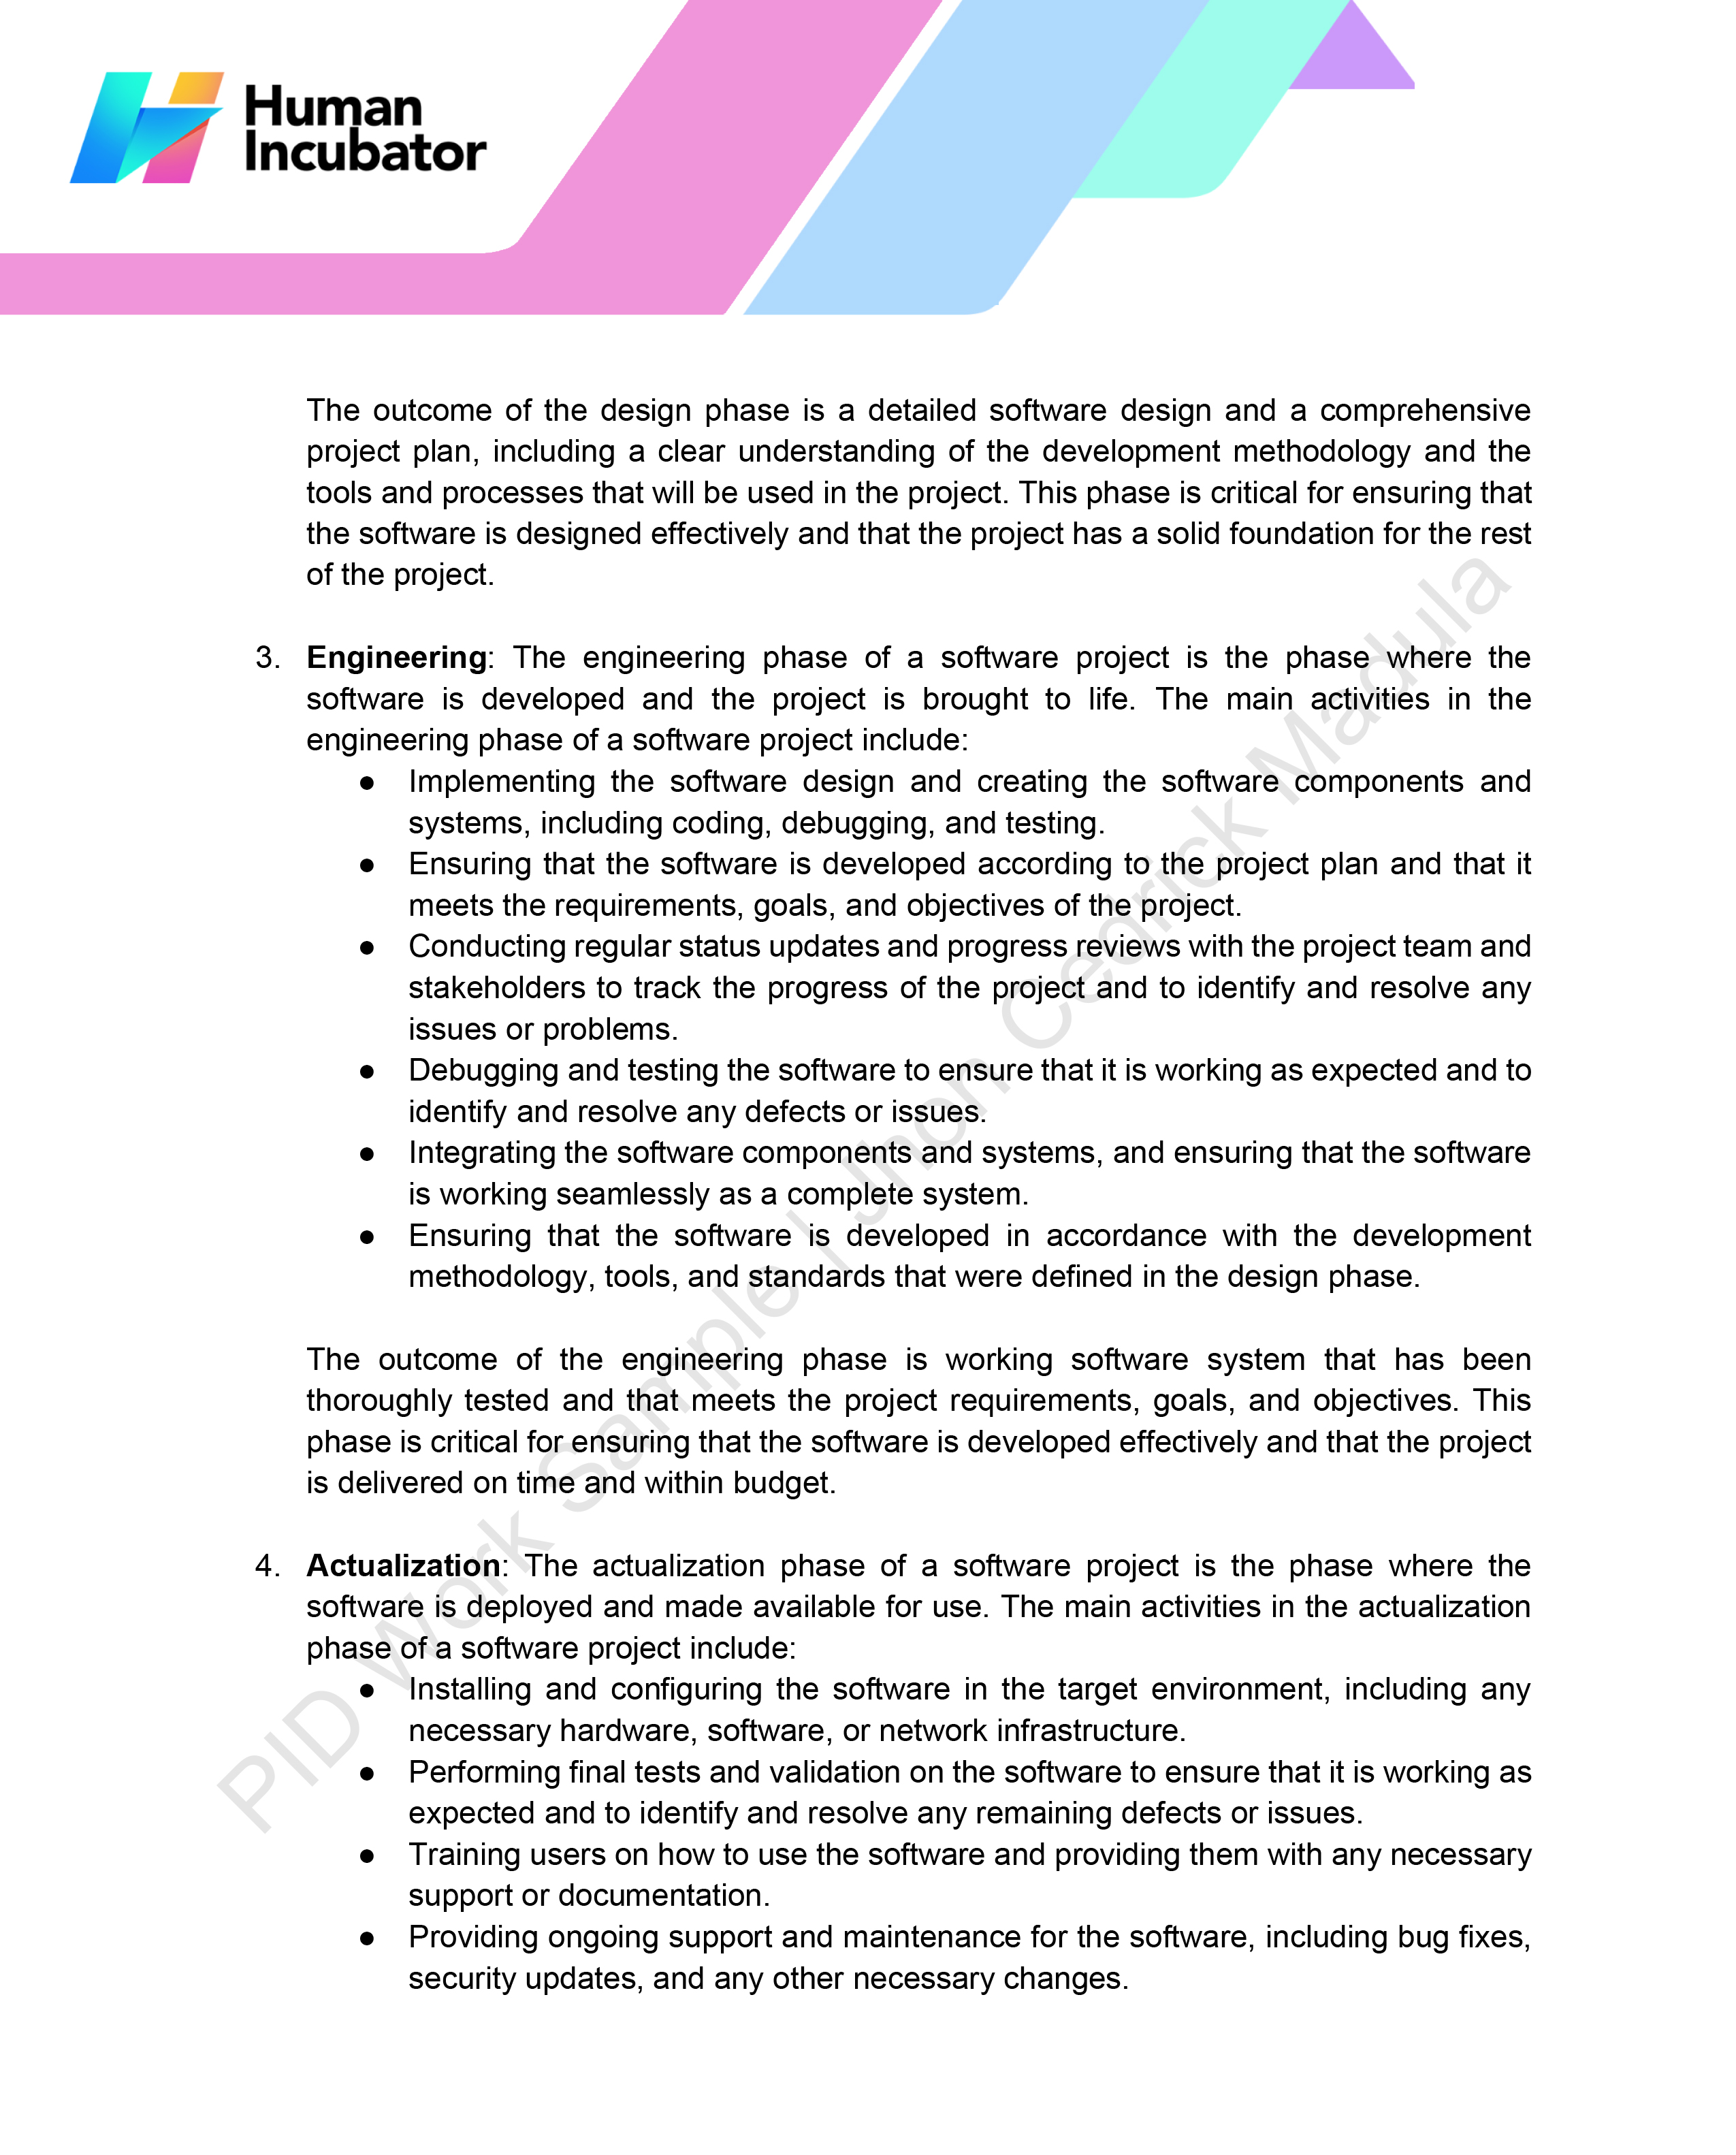 Human
Incubator
The outcome of the design phase is a detailed software design and a comprehensive
project plan, including a clear understanding of the development methodology and the
tools and processes that will be used in the project. This phase is critical for ensuring that
the software is designed effectively and that the project has a solid foundation for the rest
of the project.
3. Engineering: The engineering phase of a software project is the phase where the
software is developed and the project is brought to life. The main activities in the
engineering phase of a software project include:
● Implementing the software design and creating the software components and
systems, including coding, debugging, and testing.
● Ensuring that the software is developed according to the project plan and that it
meets the requirements, goals, and objectives of the project.
● Conducting regular status updates and progress reviews with the project team and
stakeholders to track the progress of the project and to identify and resolve any
issues or problems.
● Debugging and testing the software to ensure that it is working as expected and to
identify and resolve any defects or issues.
● Integrating the software components and systems, and ensuring that the software
is working seamlessly as a complete system.
● Ensuring that the software is developed in accordance with the development
methodology, tools, and standards that were defined in the design phase.
The outcome of the engineering phase is working software system that has been
thoroughly tested and that meets the project requirements, goals, and objectives. This
phase is critical for ensuring that the software is developed effectively and that the project
is delivered on time and within budget.
4. Actualization: The actualization phase of a software project is the phase where the
software is deployed and made available for use. The main activities in the actualization
phase of a software project include:
● Installing and configuring the software in the target environment, including any
necessary hardware, software, or network infrastructure.
● Performing final tests and validation on the software to ensure that it is working as
expected and to identify and resolve any remaining defects or issues.
● Training users on how to use the software and providing them with any necessary
support or documentation.
● Providing ongoing support and maintenance for the software, including bug fixes,
security updates, and any other necessary changes.
PID Work Sample | Jhon Cedrick Madula